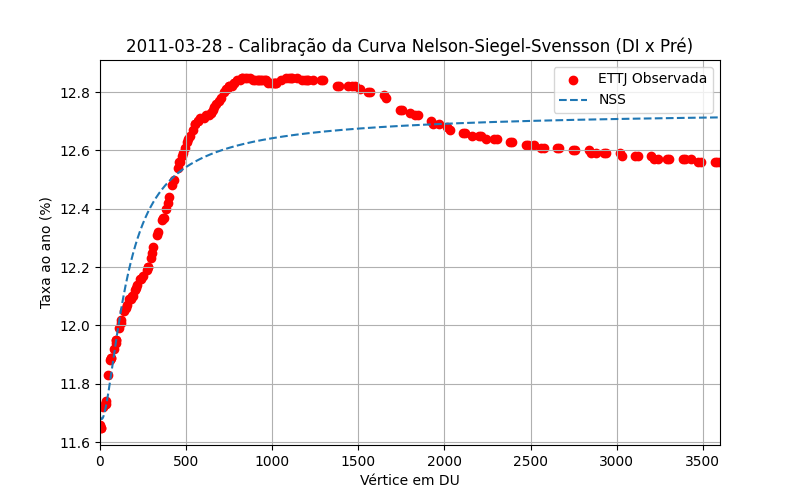 2011-03-28 - Calibração da Curva Nelson-Siegel-Svensson (DI x Pré)
ETTJ Observada
NSS
Taxa ao ano (%)
12.8
12.6
12.4
12.2
12.0
11.8
11.6
0 500 1000 1500 2000 2500 3000 3500
Vértice em DU